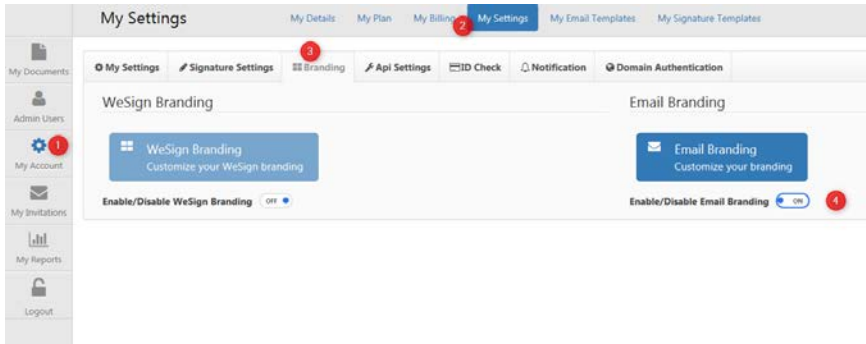 My Settings
My Details My Plan My Billing My Settings My Email Templates My Signature Templates
2
3
My Documents
My Settings Signature Settings Branding Api Settings ID Check Notification Domain Authentication
WeSign Branding Email Branding
Admin Users
1
WeSign Branding
Customize your WeSign branding
Email Branding
Customize your branding
My Account
Enable/Disable WeSign Branding OFF
Enable/Disable Email Branding ON 4
My Invitations
My Reports
Logout